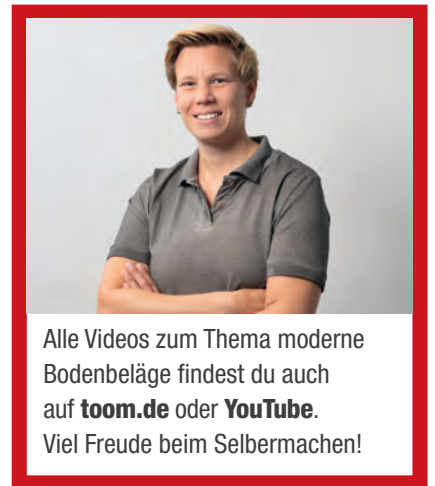 Alle Videos zum Thema moderne
Bodenbeläge findest du auch
auf toom.de oder YouTube.
Viel Freude beim Selbermachen!